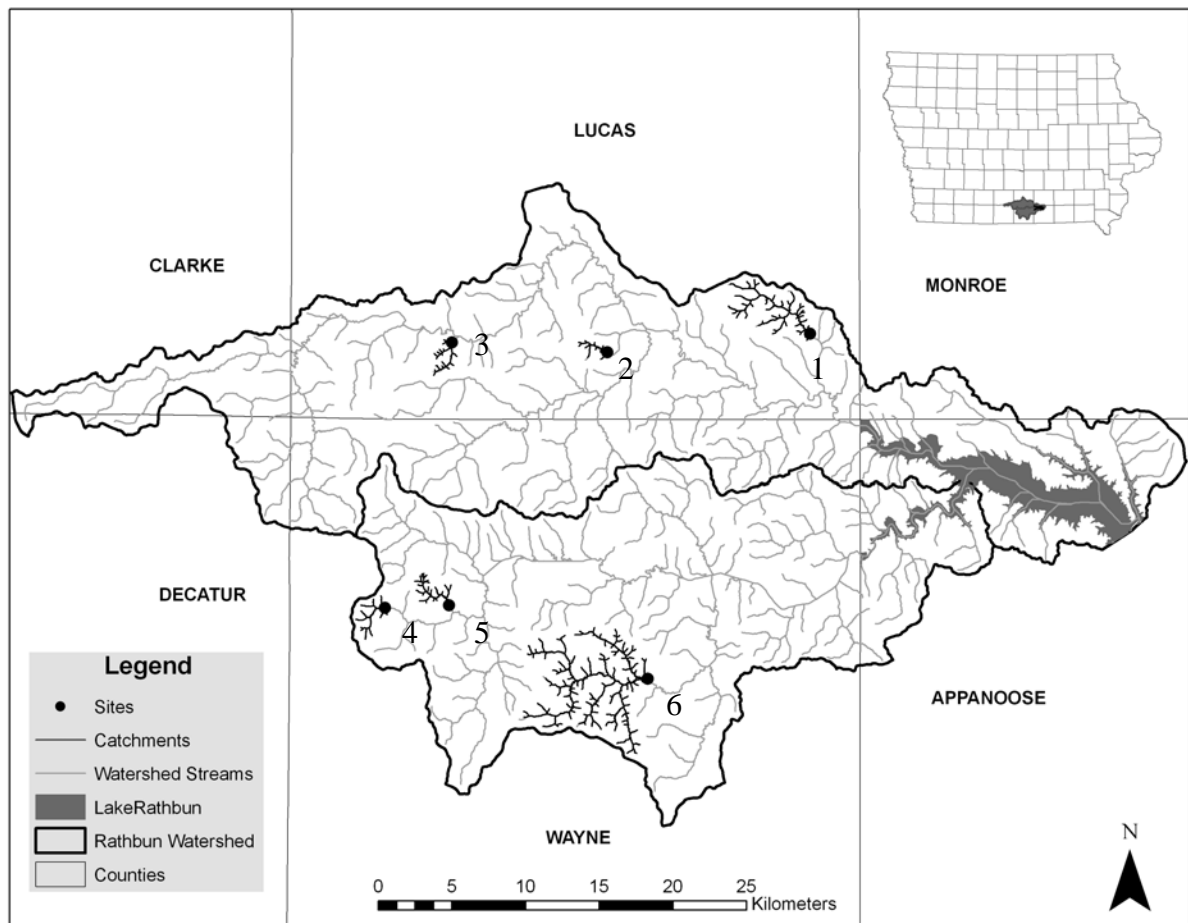 LUCAS
CLARKE
MONROE
3
2
1
DECATUR
4
5
6
APPANOOSE
WAYNE
Legend
Sites
Catchments
Watershed Streams
LakeRathbun
Rathbun Watershed
Counties
N
0 5 10 15 20 25
Kilometers